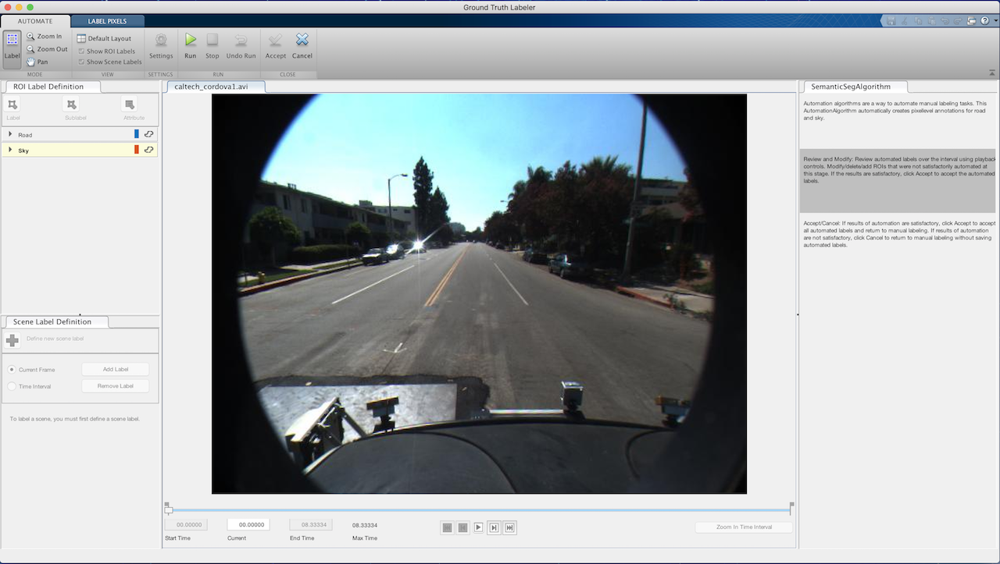 Ground Truth Labeler
AUTOMATE
LABEL PIXELS
Label
Zoom In
Zoom Out
Pan
MODE
Default Layout
Show ROI Labels
Show Scene Labels
VIEW
Settings
SETTINGS
Run
Stop
Undo Run
RUN
Accept
Cancel
CLOSE
ROI Label Definition
Label
Sublabel
Attribute
Road
Sky
Scene Label Definition
Define new scene label
Current Frame
Add Label
Time Interval
Remove Label
To label a scene, you must first define a scene label.
caltech_cordova1.avi
00.00000
00.00000
08.33334
08.33334
Start Time
Current
End Time
Max Time
Zoom In Time Interval
SemanticSegAlgorithm
Automation algorithms are a way to automate manual labeling tasks. This
AutomationAlgorithm automatically creates pixellevel annotations for road
and sky.
Review and Modify: Review automated labels over the interval using playback
controls. Modify/delete/add ROIs that were not satisfactorily automated at
this stage. If the results are satisfactory, click Accept to accept the automated
labels.
Accept/Cancel: If results of automation are satisfactory, click Accept to accept
all automated labels and return to manual labeling. If results of automation
are not satisfactory, click Cancel to return to manual labeling without saving
automated labels.